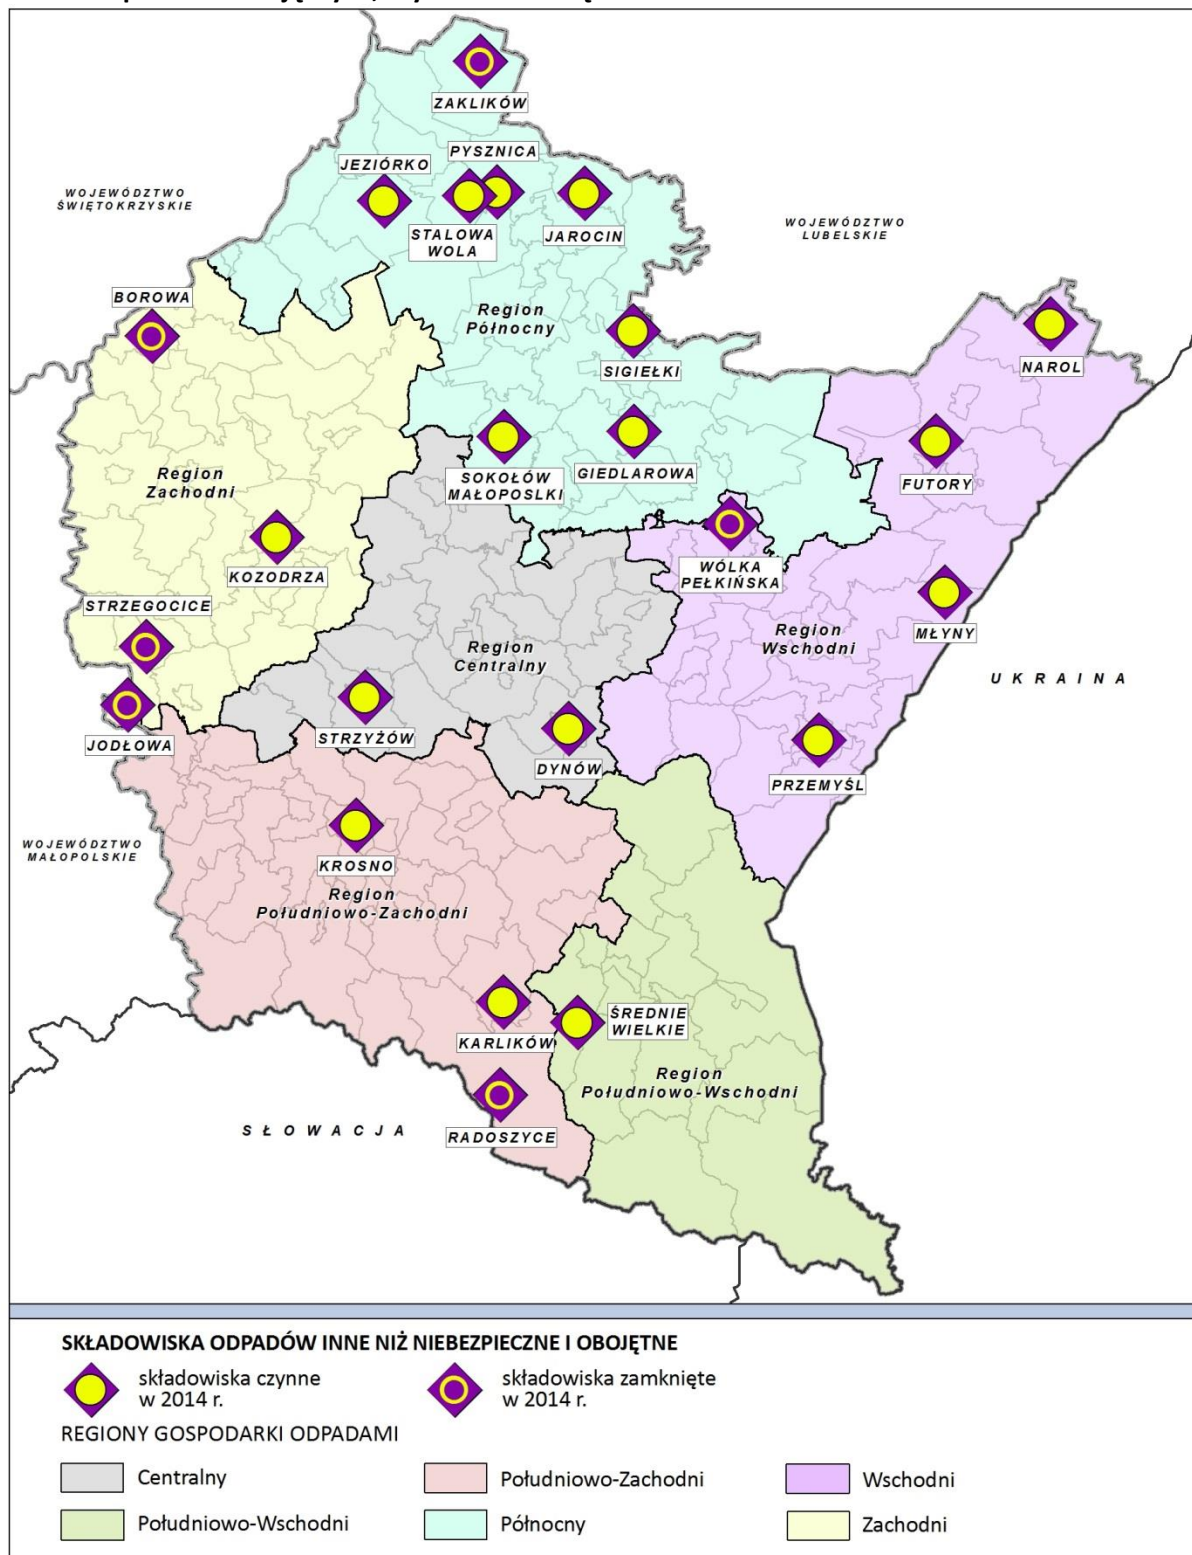 ZAKLIKÓW
PYSZNICA
JEZIÓRKO
WOJEWÓDZTWO
ŚWIĘTOKRZYSKIE
STALOWA
WOLA
JAROCIN
WOJEWÓDZTWO
LUBELSKIE
BOROWA
Region
Północny
SIGIEŁKI
NAROL
Region
Zachodni
SOKOŁÓW
MAŁOPOSLKI
GIEDLAROWA
FUTORY
KOZODRZA
WÓLKA
PEŁKIŃSKA
STRZEGOCICE
Region
Centralny
Region
Wschodni
MŁYNY
UKRAINA
JODŁOWA
STRZYŻÓW
DYNÓW
PRZEMYŚL
WOJEWÓDZTWO
MAŁOPOLSKIE
KROSNO
Region
Południowo-Zachodni
KARLIKÓW
ŚREDNIE
WIELKIE
Region
Południowo-Wschodni
SŁOWACJA
RADOSZYCE
SKŁADOWISKA ODPADÓW INNE NIŻ NIEBEZPIECZNE I OBOJĘTNE
składowiska czynne
w 2014 r.
składowiska zamknięte
w 2014 r.
REGIONY GOSPODARKI ODPADAMI
Centralny
Południowo-Zachodni
Wschodni
Południowo-Wschodni
Północny
Zachodni